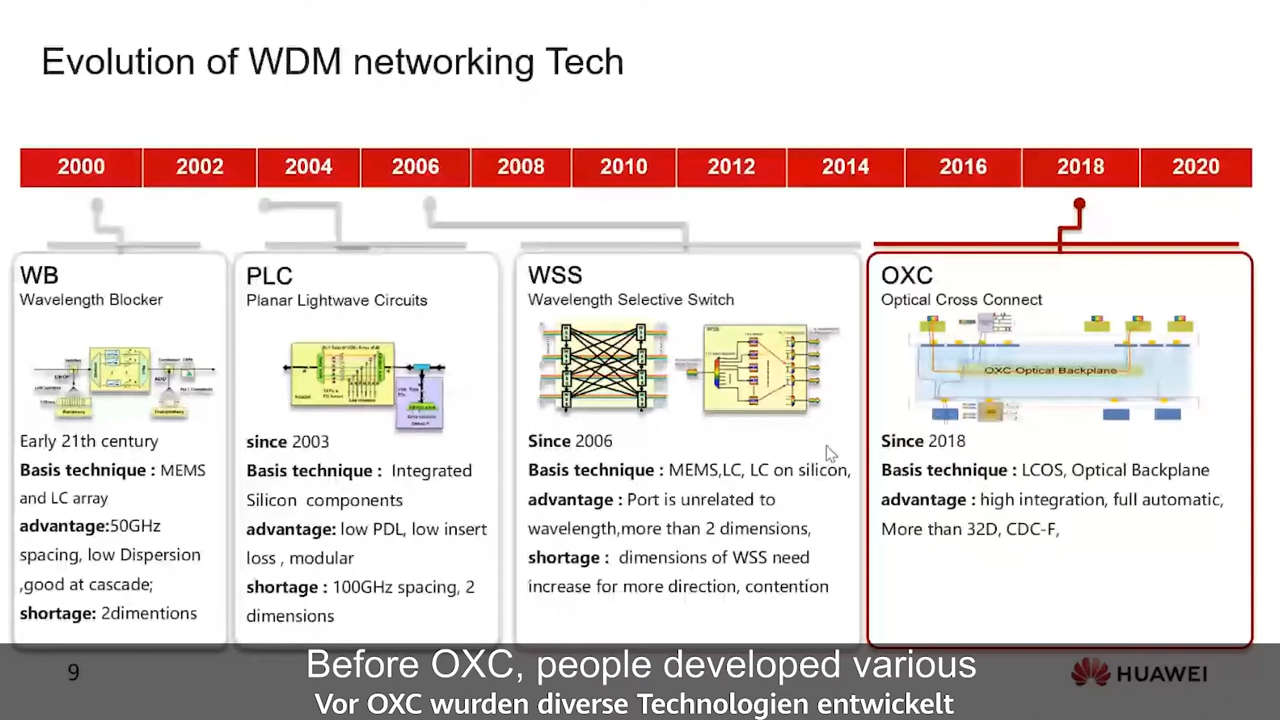 Evolution of WDM networking Tech
2000 2002 2004 2006 2008 2010 2012 2014 2016 2018 2020
WB
Wavelength Blocker
Early 21th century
Basis technique : MEMS
and LC array
advantage:50GHz
spacing, low Dispersion
,good at cascade;
shortage: 2dimentions
PLC
Planar Lightwave Circuits
since 2003
Basis technique : Integrated
Silicon components
advantage: low PDL, low insert
loss , modular
shortage : 100GHz spacing, 2
dimensions
WSS
Wavelength Selective Switch
WSS
Since 2006
Basis technique : MEMS,LC, LC on silicon,
advantage : Port is unrelated to
wavelength,more than 2 dimensions,
shortage : dimensions of WSS need
increase for more direction, contention
OXC
Optical Cross Connect
OXC Optical Backplane
Since 2018
Basis technique : LCOS, Optical Backplane
advantage : high integration, full automatic,
More than 32D, CDC-F,
9
HUAWEI
Before OXC, people developed various
Vor OXC wurden diverse Technologien entwickelt